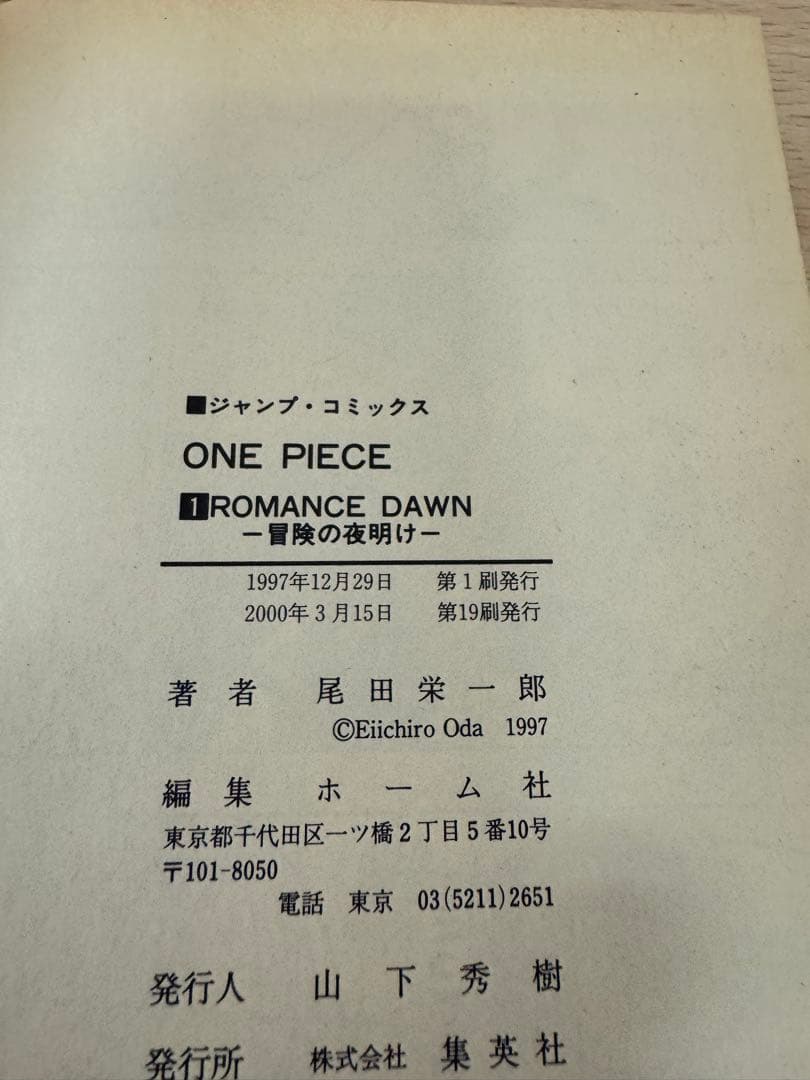 ■ジャンプ・コミックス
ONE PIECE
1 ROMANCE DAWN
―冒険の夜明け―
1997年12月29日 第1刷発行
2000年3月15日 第19刷発行
著者 尾田栄一郎
©Eiichiro Oda 1997
編集 ホーム社
東京都千代田区一ツ橋2丁目5番10号
〒101-8050
電話 東京 03(5211)2651
発行人 山下秀樹
発行所 株式会社 集英社